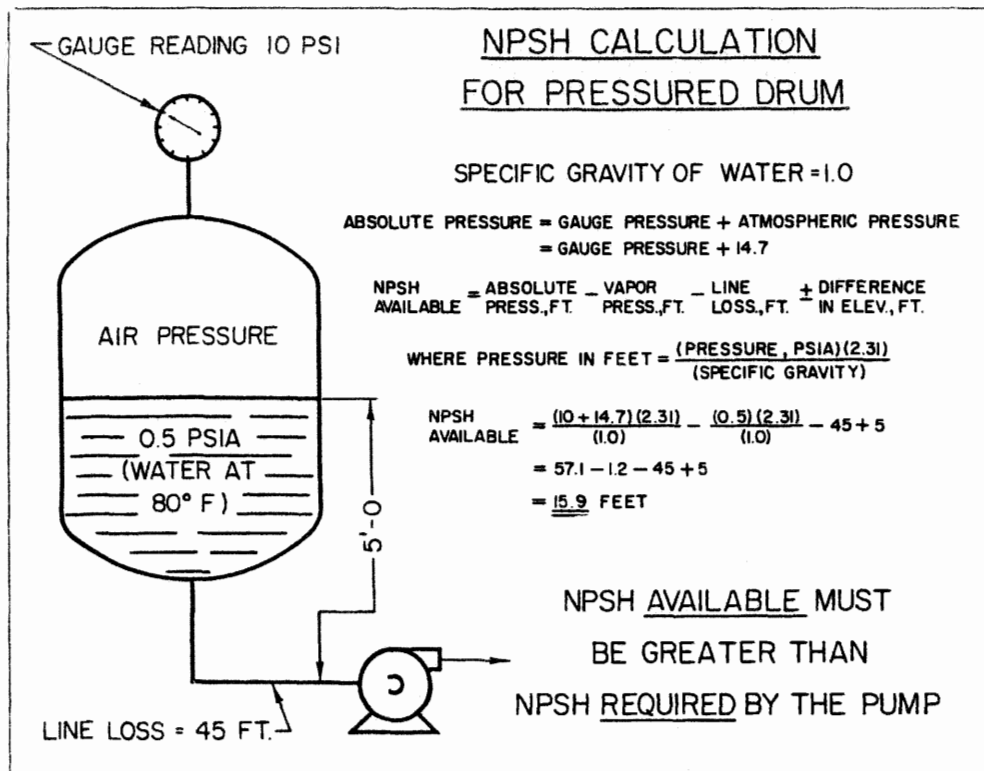 GAUGE READING 10 PSI
NPSH CALCULATION
FOR PRESSURED DRUM
SPECIFIC GRAVITY OF WATER = 1.0
ABSOLUTE PRESSURE = GAUGE PRESSURE + ATMOSPHERIC PRESSURE
= GAUGE PRESSURE + 14.7
NPSH AVAILABLE = ABSOLUTE PRESS., FT. – VAPOR PRESS., FT. – LINE LOSS., FT. ± DIFFERENCE IN ELEV., FT.
WHERE PRESSURE IN FEET = (PRESSURE, PSIA)(2.31) / (SPECIFIC GRAVITY)
NPSH AVAILABLE = (10 + 14.7)(2.31) / (1.0) – (0.5)(2.31) / (1.0) – 45 + 5
= 57.1 – 1.2 – 45 + 5
= 15.9 FEET
AIR PRESSURE
0.5 PSIA
(WATER AT
80° F)
5'-0
NPSH AVAILABLE MUST
BE GREATER THAN
NPSH REQUIRED BY THE PUMP
LINE LOSS = 45 FT.